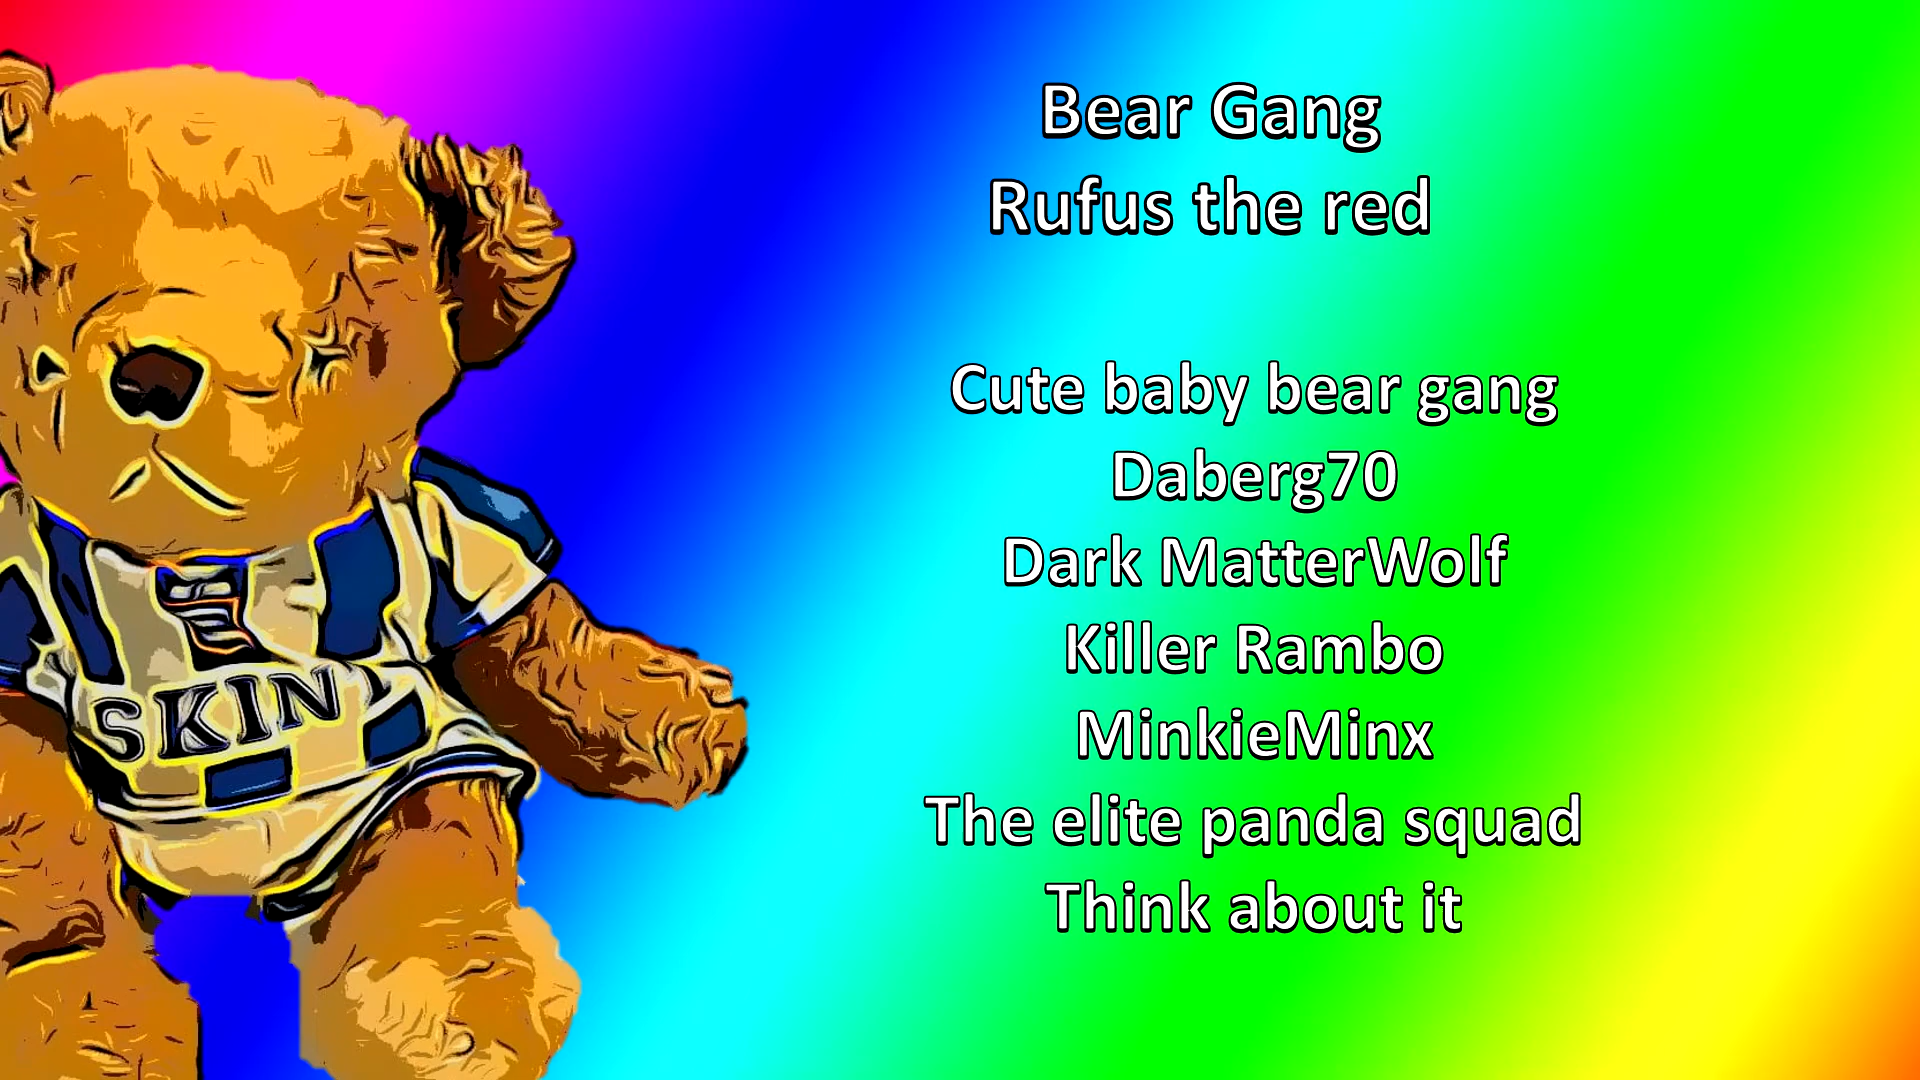 Bear Gang
Rufus the red
Cute baby bear gang
Daberg70
Dark MatterWolf
Killer Rambo
MinkieMinx
The elite panda squad
Think about it
SKIN